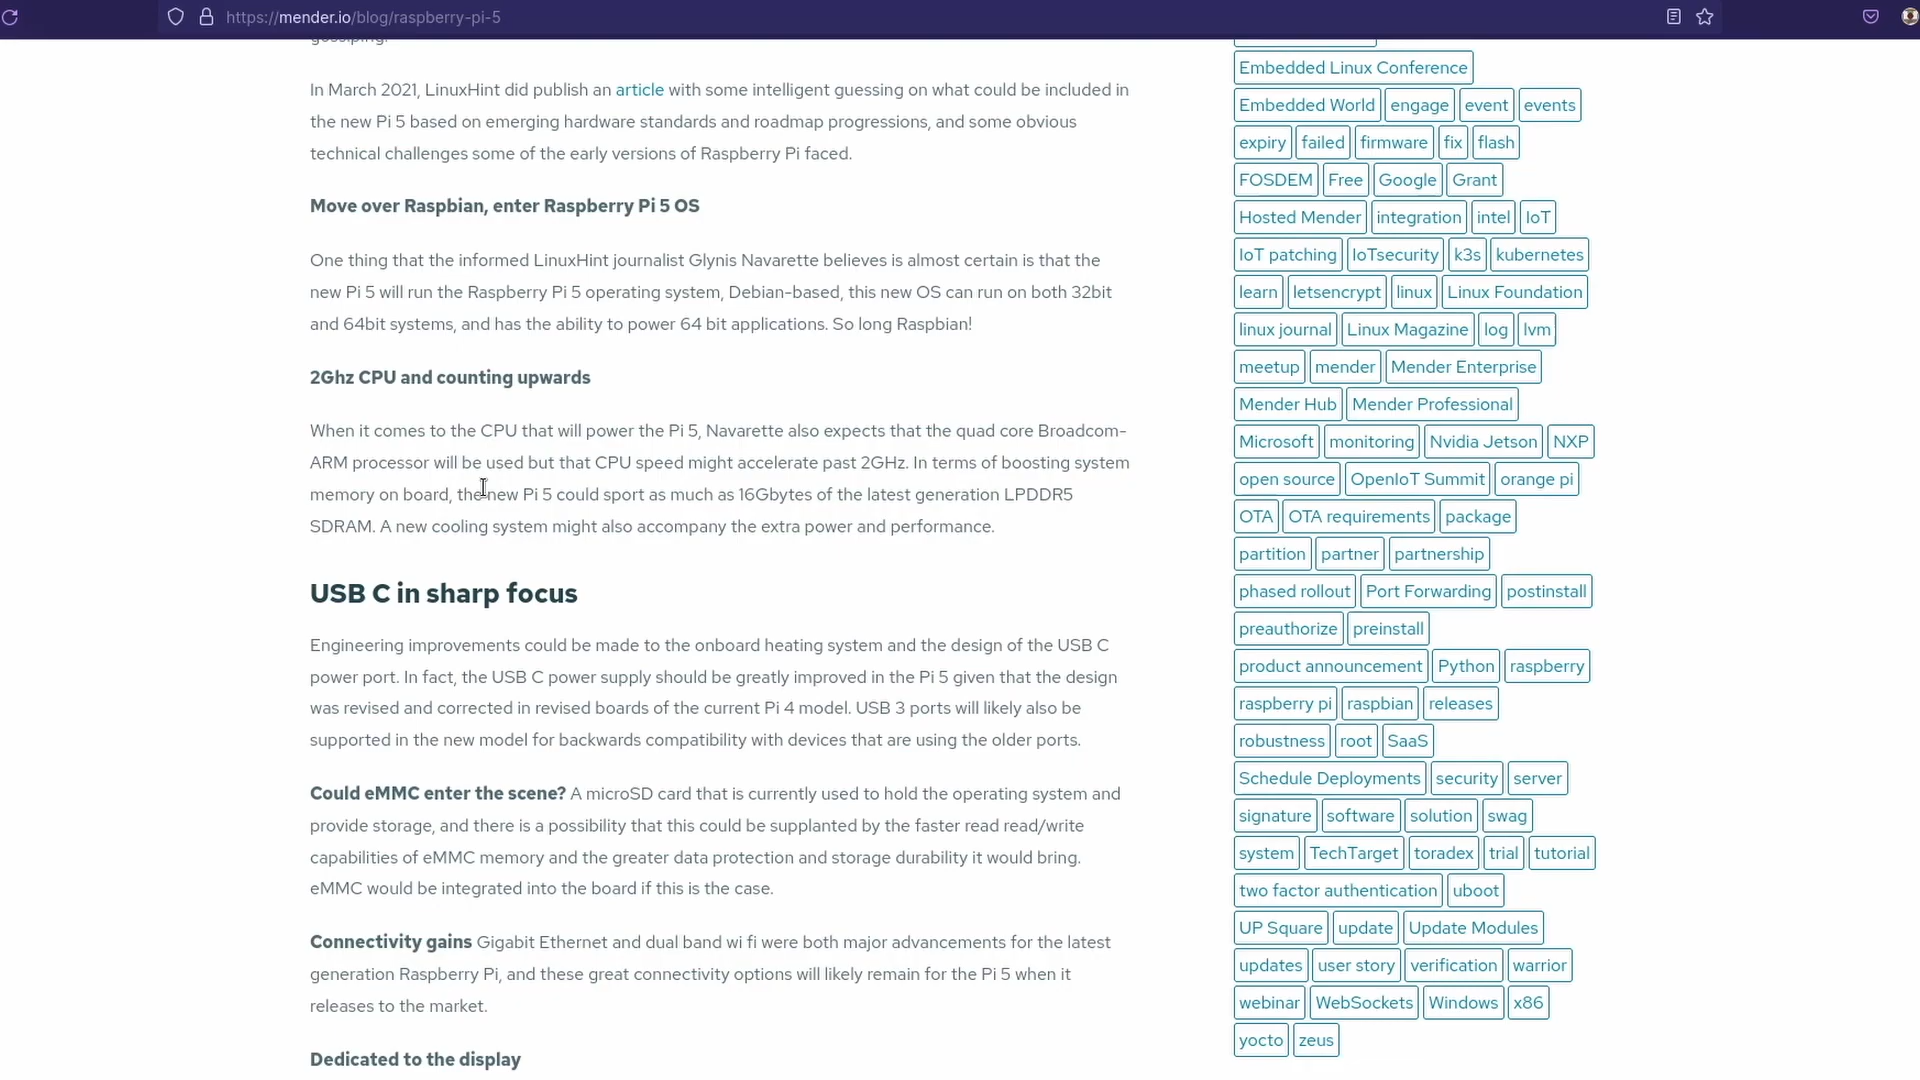 https://mender.io/blog/raspberry-pi-5
gossiping!
In March 2021, LinuxHint did publish an article with some intelligent guessing on what could be included in
the new Pi 5 based on emerging hardware standards and roadmap progressions, and some obvious
technical challenges some of the early versions of Raspberry Pi faced.
Move over Raspbian, enter Raspberry Pi 5 OS
One thing that the informed LinuxHint journalist Glynis Navarette believes is almost certain is that the
new Pi 5 will run the Raspberry Pi 5 operating system, Debian-based, this new OS can run on both 32bit
and 64bit systems, and has the ability to power 64 bit applications. So long Raspbian!
2Ghz CPU and counting upwards
When it comes to the CPU that will power the Pi 5, Navarette also expects that the quad core Broadcom-
ARM processor will be used but that CPU speed might accelerate past 2GHz. In terms of boosting system
memory on board, the new Pi 5 could sport as much as 16Gbytes of the latest generation LPDDR5
SDRAM. A new cooling system might also accompany the extra power and performance.
USB C in sharp focus
Engineering improvements could be made to the onboard heating system and the design of the USB C
power port. In fact, the USB C power supply should be greatly improved in the Pi 5 given that the design
was revised and corrected in revised boards of the current Pi 4 model. USB 3 ports will likely also be
supported in the new model for backwards compatibility with devices that are using the older ports.
Could eMMC enter the scene? A microSD card that is currently used to hold the operating system and
provide storage, and there is a possibility that this could be supplanted by the faster read read/write
capabilities of eMMC memory and the greater data protection and storage durability it would bring.
eMMC would be integrated into the board if this is the case.
Connectivity gains Gigabit Ethernet and dual band wi fi were both major advancements for the latest
generation Raspberry Pi, and these great connectivity options will likely remain for the Pi 5 when it
releases to the market.
Dedicated to the display
Embedded Linux Conference
Embedded World engage event events
expiry failed firmware fix flash
FOSDEM Free Google Grant
Hosted Mender integration intel IoT
IoT patching IoTsecurity k3s kubernetes
learn letsencrypt linux Linux Foundation
linux journal Linux Magazine log lvm
meetup mender Mender Enterprise
Mender Hub Mender Professional
Microsoft monitoring Nvidia Jetson NXP
open source OpenIoT Summit orange pi
OTA OTA requirements package
partition partner partnership
phased rollout Port Forwarding postinstall
preauthorize preinstall
product announcement Python raspberry
raspberry pi raspbian releases
robustness root SaaS
Schedule Deployments security server
signature software solution swag
system TechTarget toradex trial tutorial
two factor authentication uboot
UP Square update Update Modules
updates user story verification warrior
webinar WebSockets Windows x86
yocto zeus